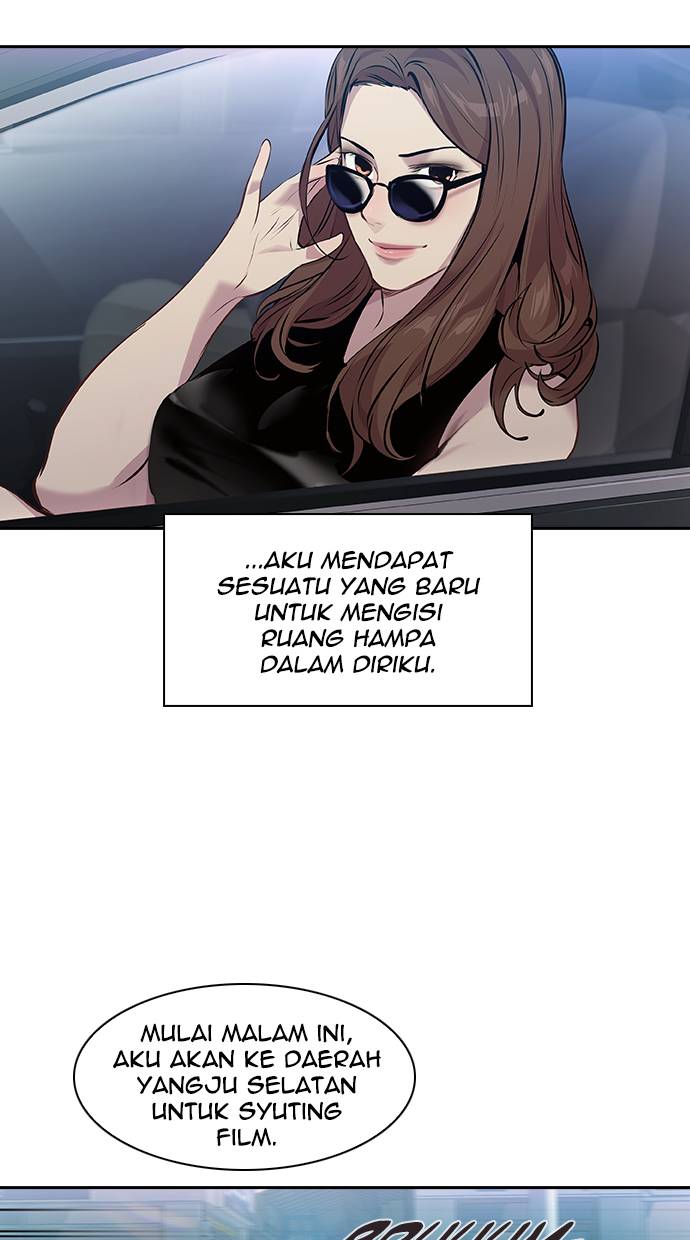 ...AKU MENDAPAT
SESUATU YANG BARU
UNTUK MENGISI
RUANG HAMPA
DALAM DIRIKU.
MULAI MALAM INI,
AKU AKAN KE DAERAH
YANGJU SELATAN
UNTUK SYUTING
FILM.